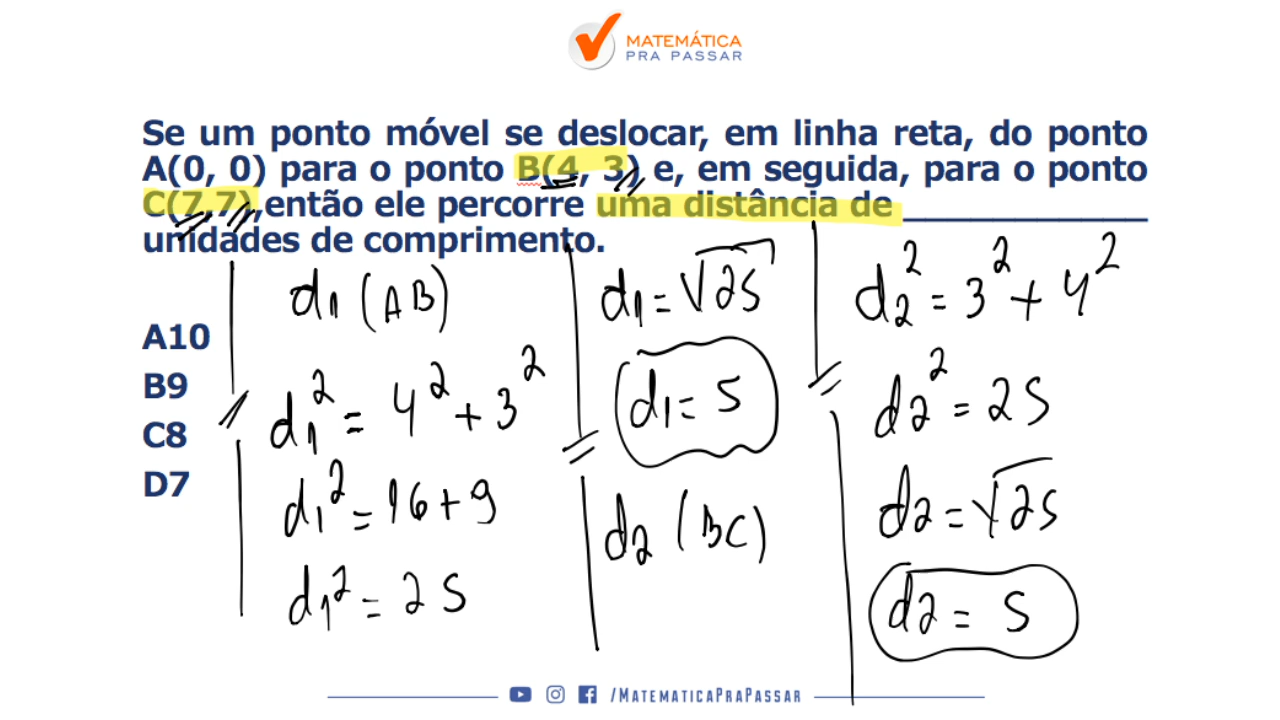 MATEMÁTICA
PRA PASSAR
Se um ponto móvel se deslocar, em linha reta, do ponto
A(0, 0) para o ponto B(4, 3) e, em seguida, para o ponto
C(7,7),então ele percorre uma distância de _______________
unidades de comprimento.
A10
B9
C8
D7
d1 (AB)
d1² = 4² + 3²
d1² = 16 + 9
d1² = 25
d1 = √25
d1 = 5
d2 (BC)
d2² = 3² + 4²
d2² = 25
d2 = √25
d2 = 5
/MATEMATICAPRAPASSAR